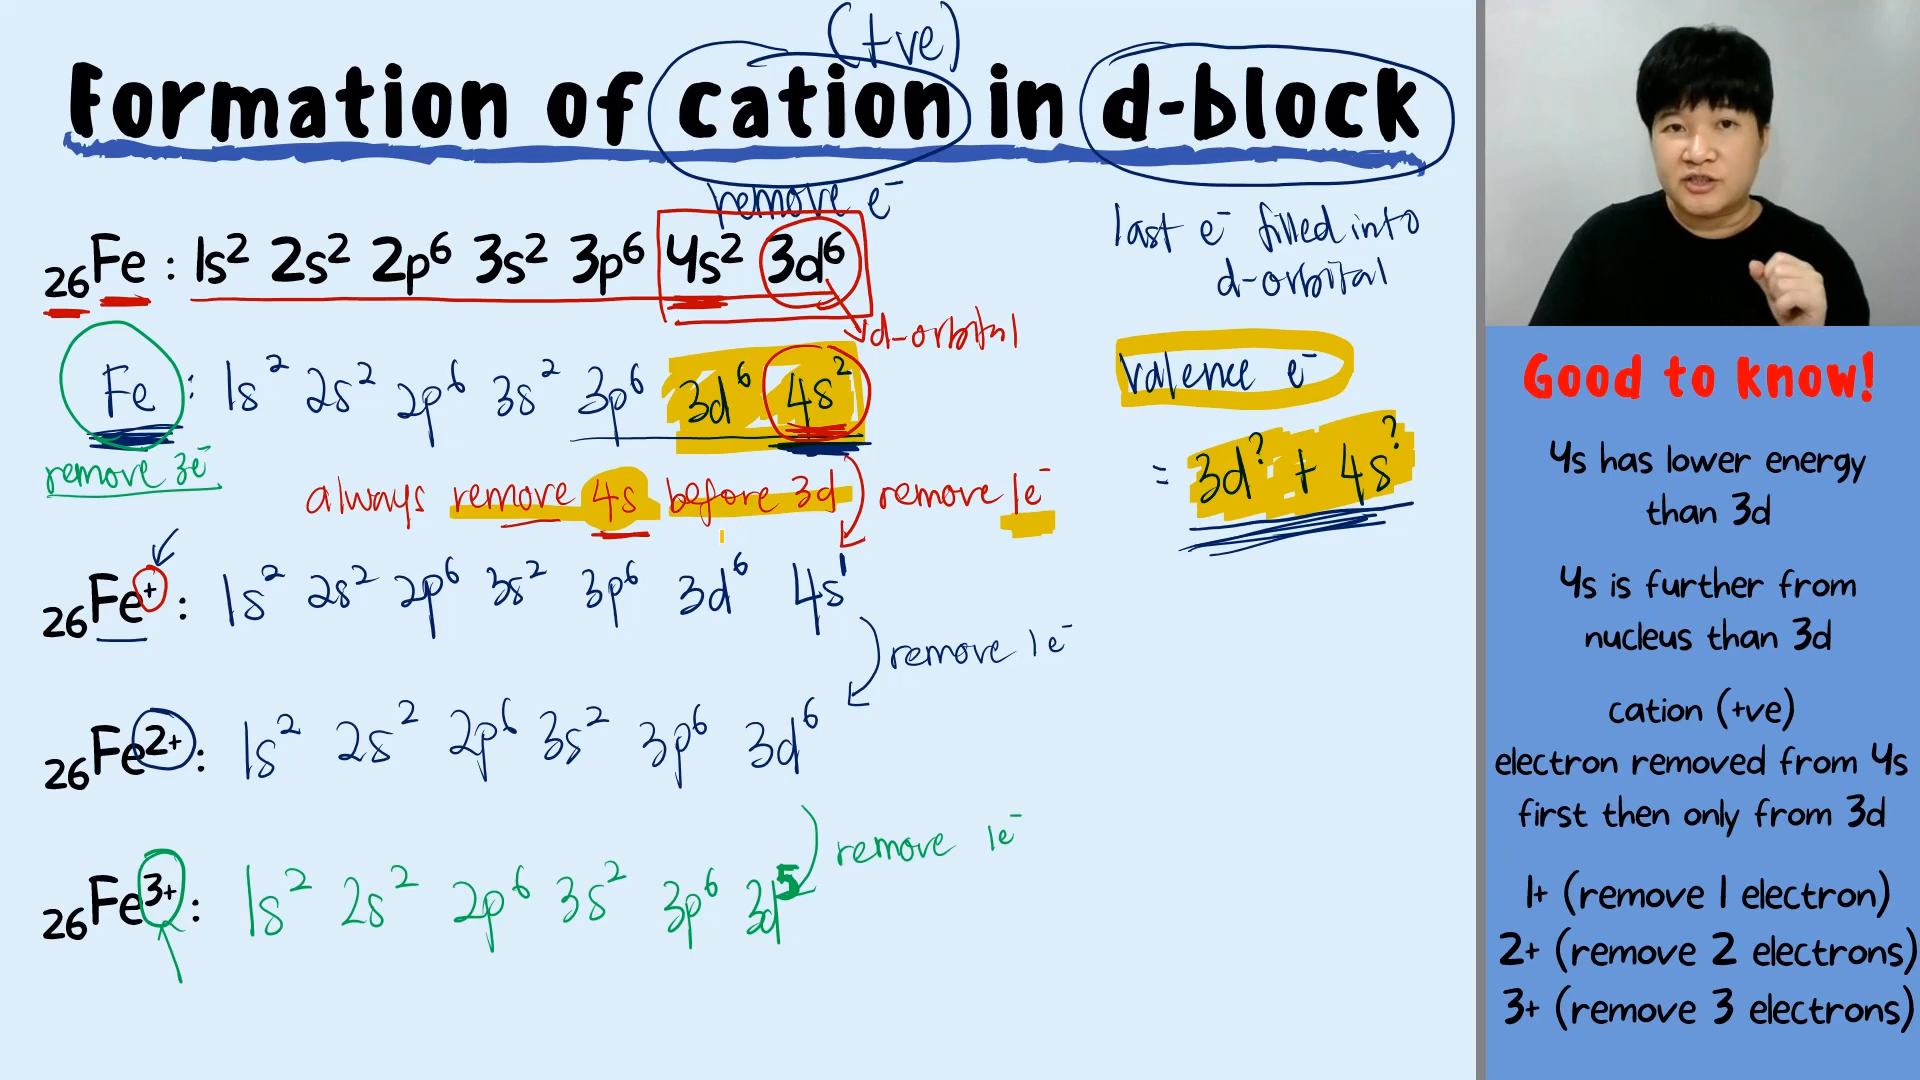 (+ve)
Formation of cation in d-block
remove e⁻
₂₆Fe : 1s² 2s² 2p⁶ 3s² 3p⁶ 4s² 3d⁶
last e⁻ filled into
d-orbital
d-orbital
Fe : 1s² 2s² 2p⁶ 3s² 3p⁶ 3d⁶ 4s²
valence e⁻
= 3d^? + 4s^?
remove 3e⁻
always remove 4s before 3d
remove 1e⁻
₂₆Fe⁺ : 1s² 2s² 2p⁶ 3s² 3p⁶ 3d⁶ 4s¹
remove 1e⁻
₂₆Fe²⁺ : 1s² 2s² 2p⁶ 3s² 3p⁶ 3d⁶
remove 1e⁻
₂₆Fe³⁺ : 1s² 2s² 2p⁶ 3s² 3p⁶ 3d⁵
Good to know!
4s has lower energy
than 3d
4s is further from
nucleus than 3d
cation (+ve)
electron removed from 4s
first then only from 3d
1+ (remove 1 electron)
2+ (remove 2 electrons)
3+ (remove 3 electrons)